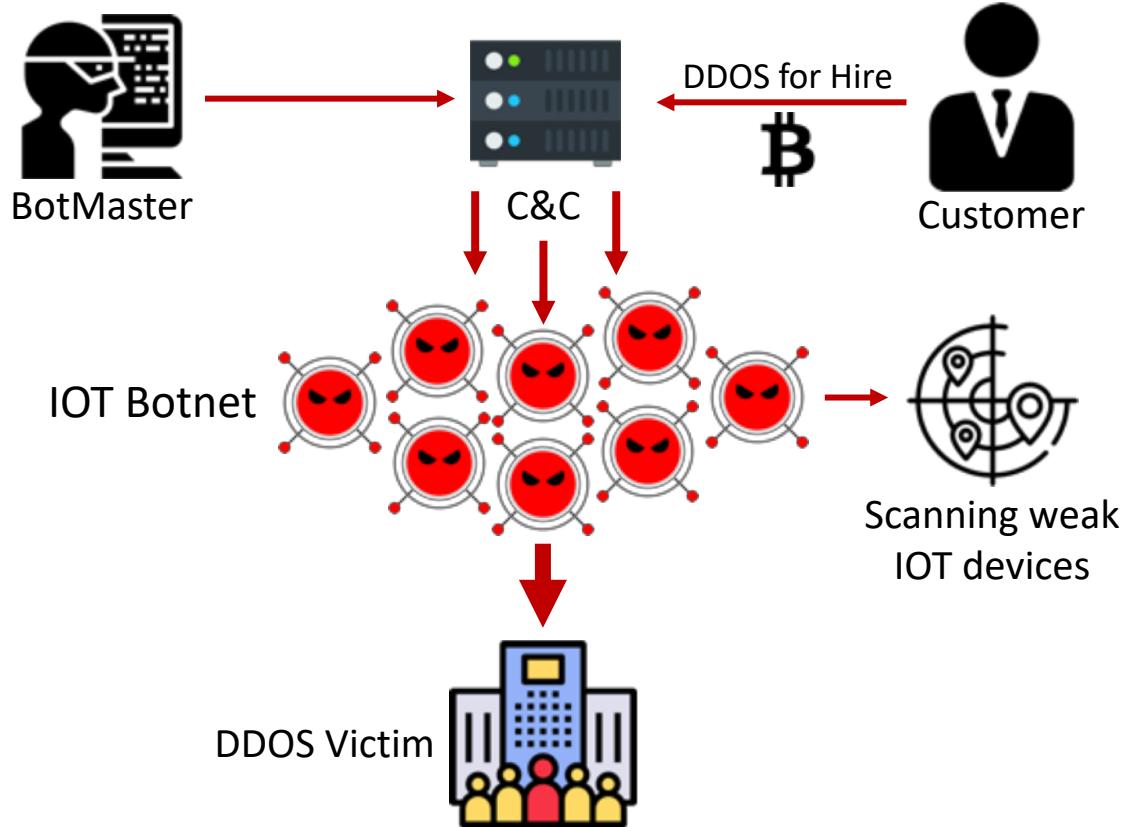 DDOS for Hire
BotMaster
C&C
Customer
IOT Botnet
Scanning weak
IOT devices
DDOS Victim